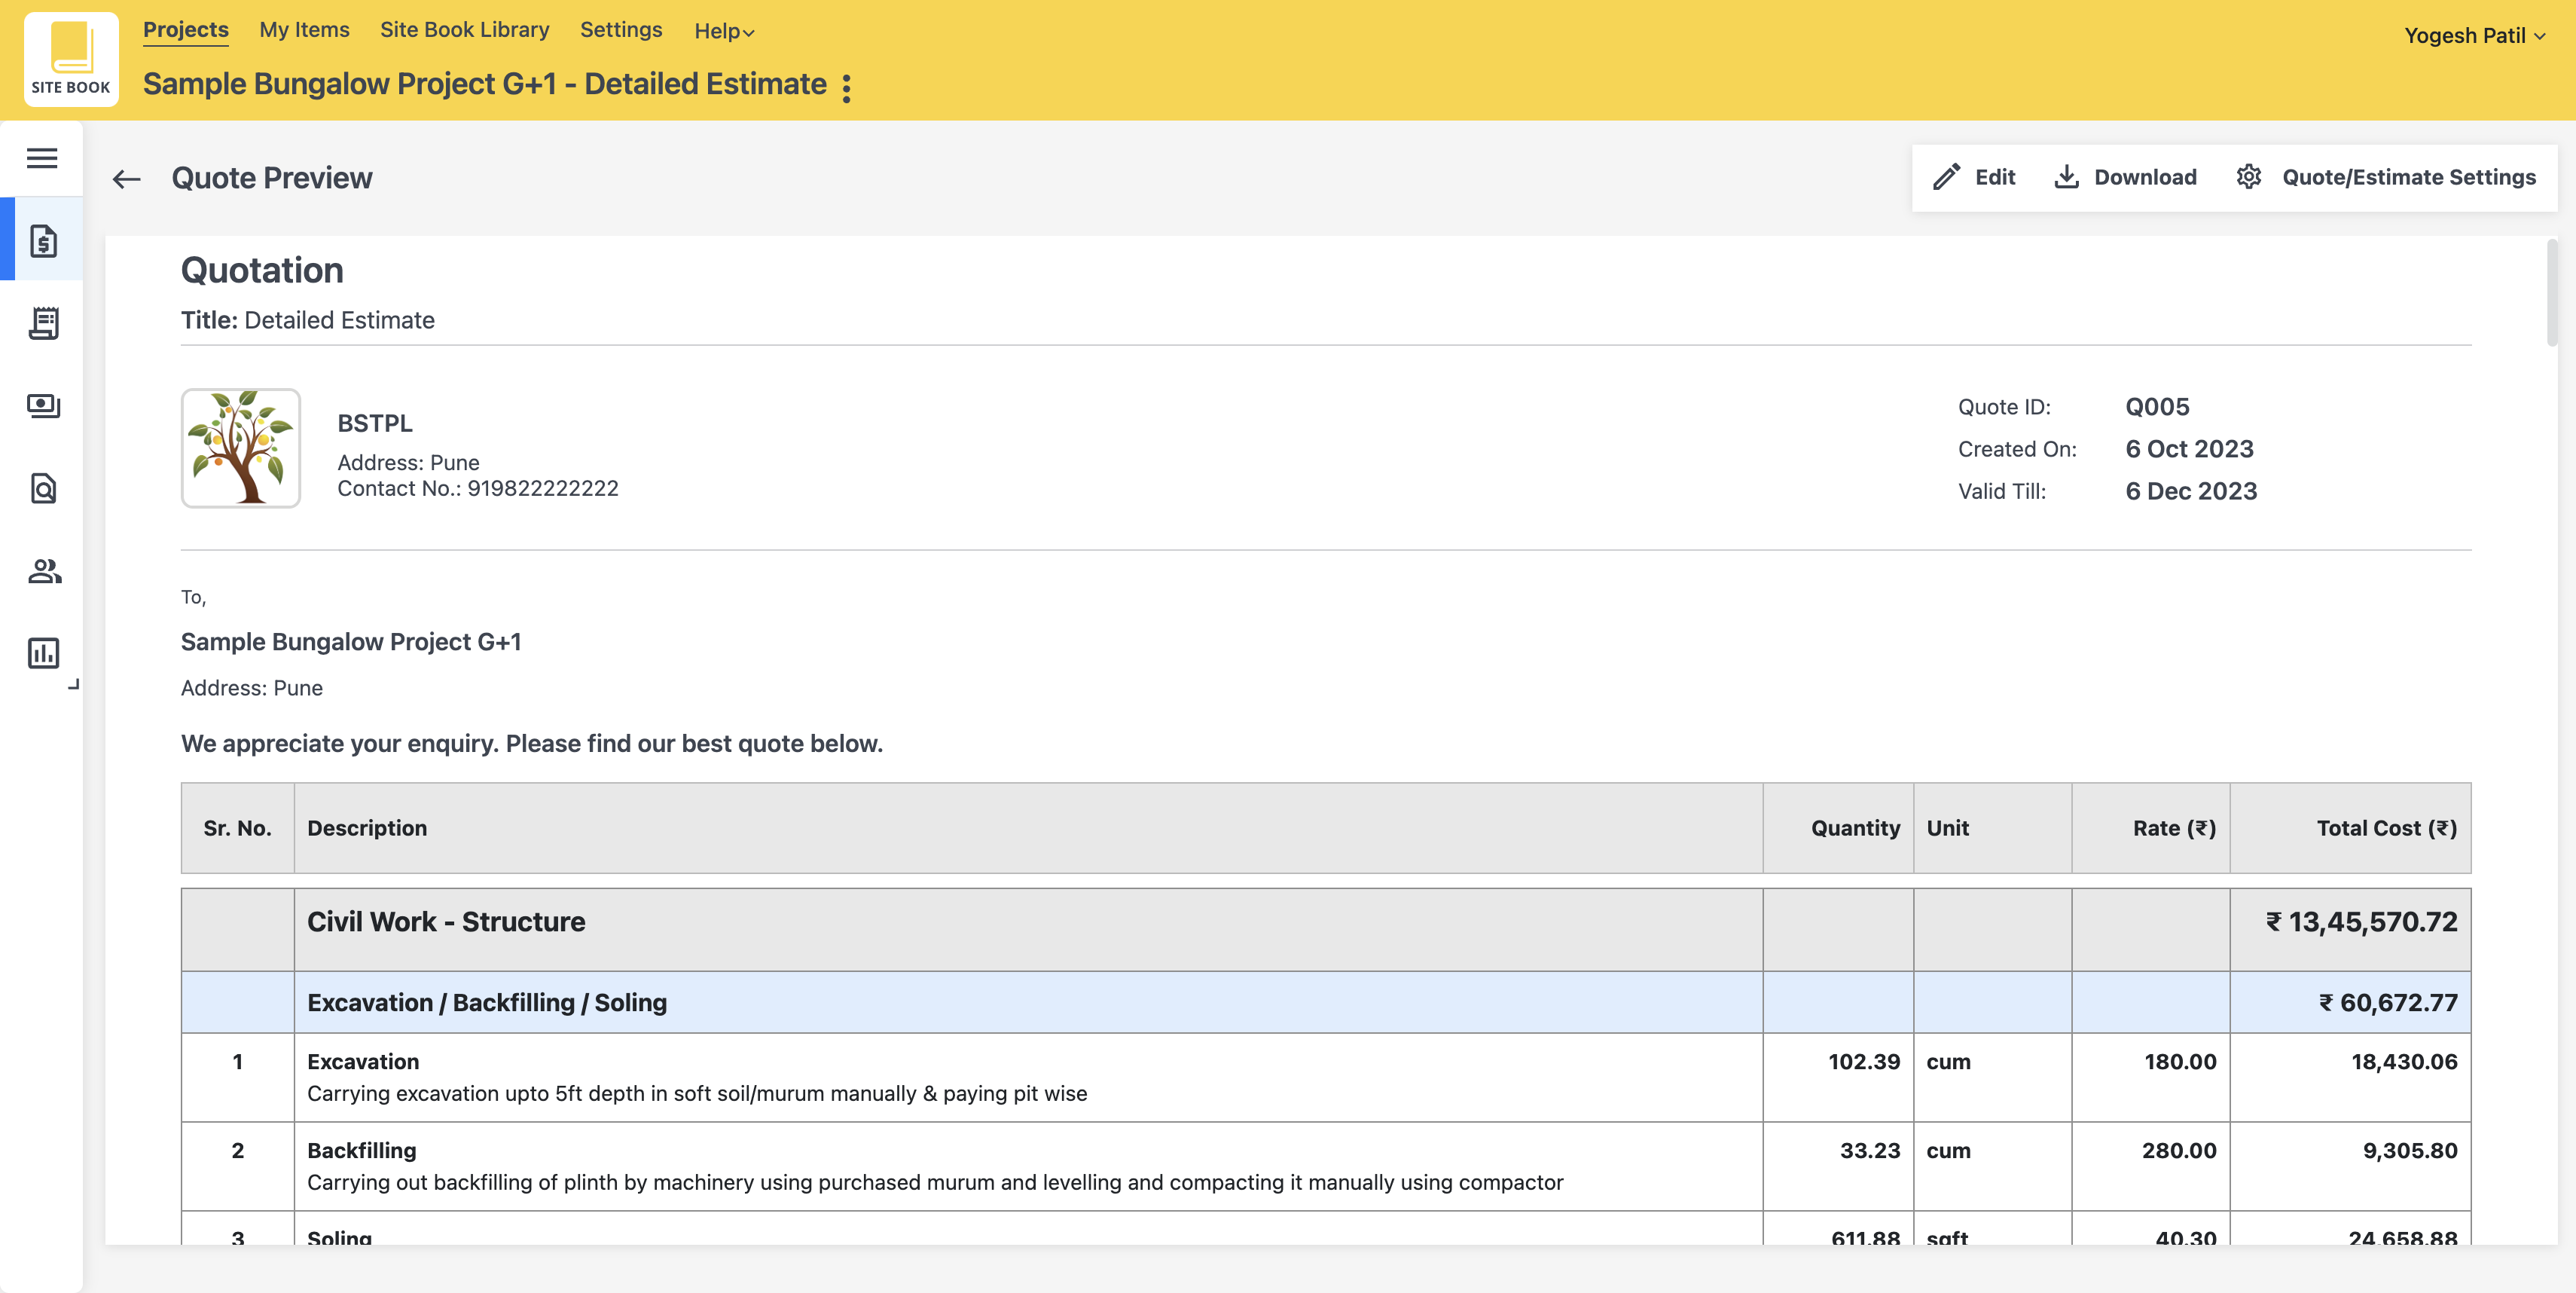 Projects My Items Site Book Library Settings Help Yogesh Patil
SITE BOOK
Sample Bungalow Project G+1 - Detailed Estimate
Quote Preview Edit Download Quote/Estimate Settings
Quotation
Title: Detailed Estimate
BSTPL
Address: Pune
Contact No.: 919822222222
Quote ID: Q005
Created On: 6 Oct 2023
Valid Till: 6 Dec 2023
To,
Sample Bungalow Project G+1
Address: Pune
We appreciate your enquiry. Please find our best quote below.
Sr. No. Description Quantity Unit Rate (₹) Total Cost (₹)
Civil Work - Structure ₹ 13,45,570.72
Excavation / Backfilling / Soling ₹ 60,672.77
1 Excavation 102.39 cum 180.00 18,430.06
Carrying excavation upto 5ft depth in soft soil/murum manually & paying pit wise
2 Backfilling 33.23 cum 280.00 9,305.80
Carrying out backfilling of plinth by machinery using purchased murum and levelling and compacting it manually using compactor
3 Soling 611.88 sqft 40.30 24,658.88